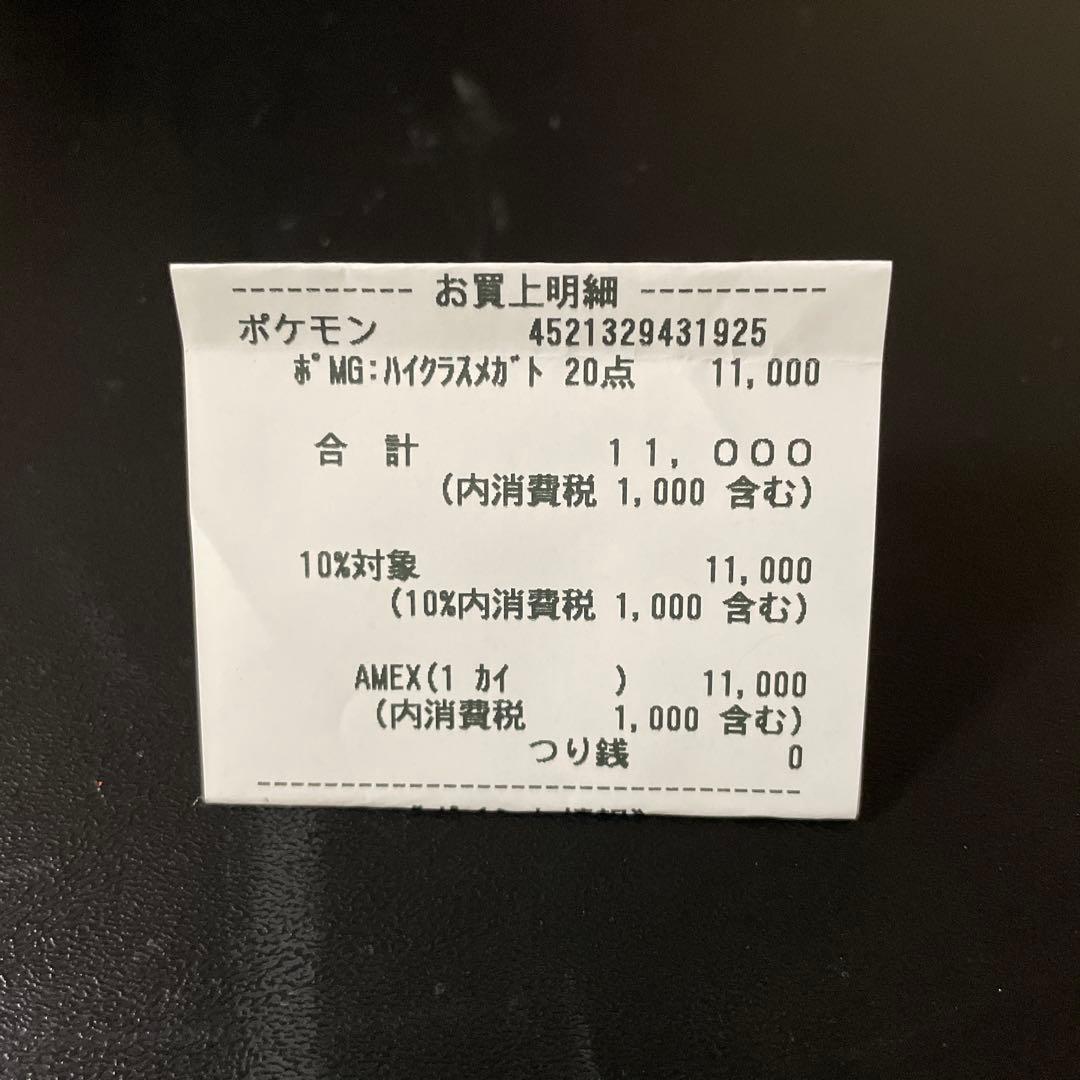 ---------- お買上明細 ----------
ポケモン 4521329431925
ﾎﾟMG:ﾊｲｸﾗｽﾒｶﾞﾄ 20点 11,000
合 計 11,000
(内消費税 1,000 含む)
10%対象 11,000
(10%内消費税 1,000 含む)
AMEX(1 ｶｲ ) 11,000
(内消費税 1,000 含む)
つり銭 0